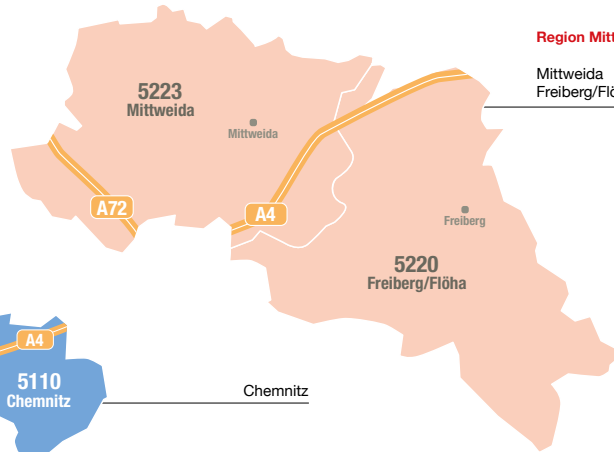 Region Mitt
Mittweida
Freiberg/Flö
5223
Mittweida
Mittweida
A72
A4
Freiberg
5220
Freiberg/Flöha
A4
5110
Chemnitz
Chemnitz